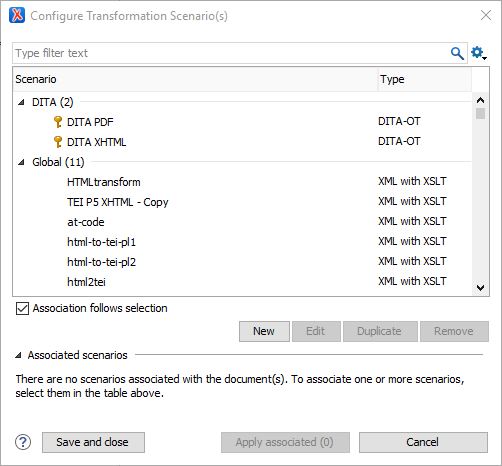 Configure Transformation Scenario(s)
Type filter text
Scenario Type
DITA (2)
DITA PDF DITA-OT
DITA XHTML DITA-OT
Global (11)
HTMLtransform XML with XSLT
TEI P5 XHTML - Copy XML with XSLT
at-code XML with XSLT
html-to-tei-pl1 XML with XSLT
html-to-tei-pl2 XML with XSLT
html2tei XML with XSLT
Association follows selection
New Edit Duplicate Remove
Associated scenarios
There are no scenarios associated with the document(s). To associate one or more scenarios,
select them in the table above.
? Save and close Apply associated (0) Cancel